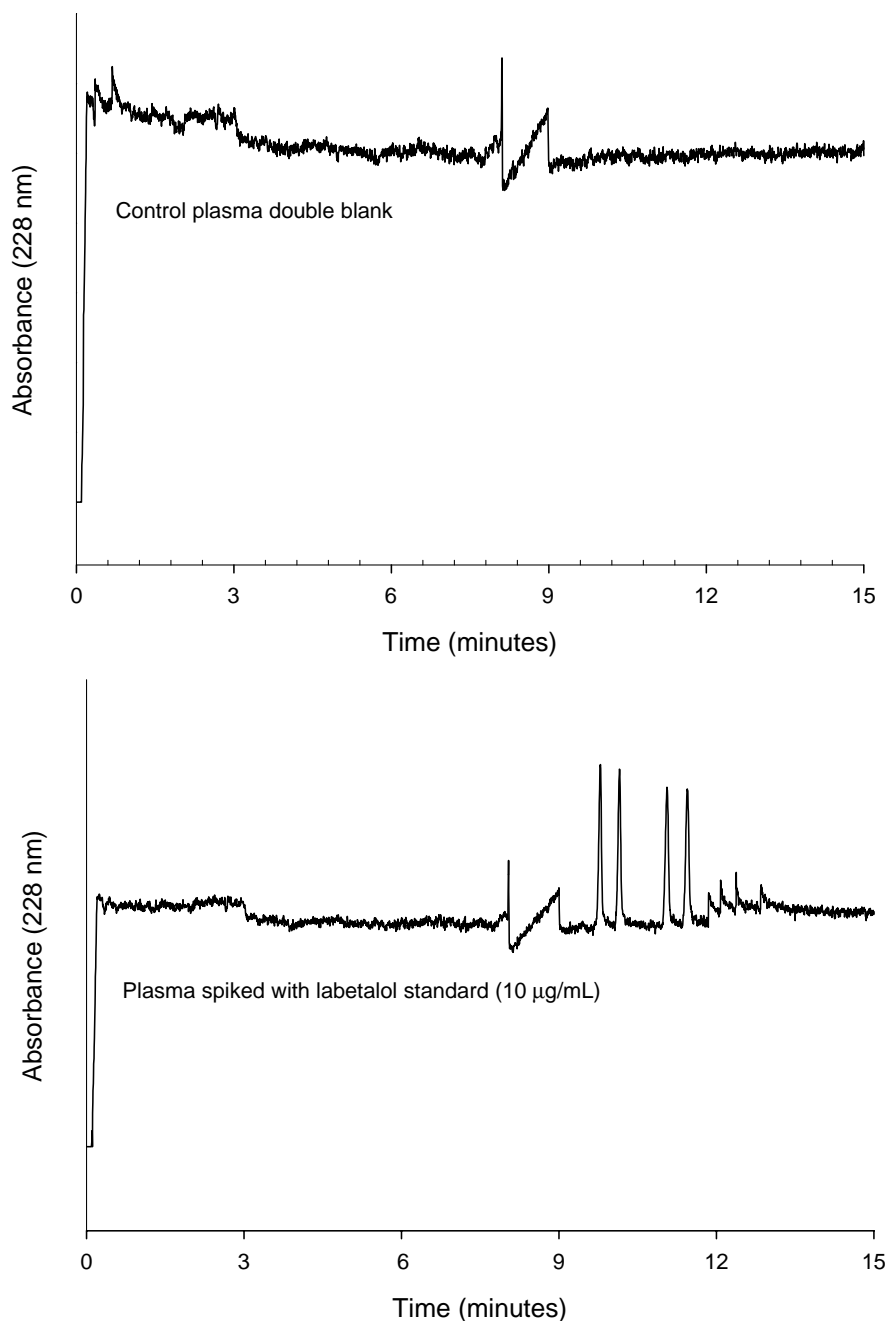 Absorbance (228 nm)
Control plasma double blank
0 3 6 9 12 15
Time (minutes)
Absorbance (228 nm)
Plasma spiked with labetalol standard (10 μg/mL)
0 3 6 9 12 15
Time (minutes)